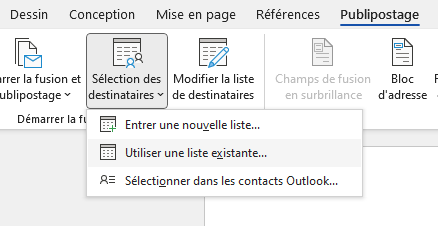 Dessin Conception Mise en page Références Publipostage
rrer la fusion et
ublipostage
Sélection des
destinataires
Modifier la liste
de destinataires
Champs de fusion
en surbrillance
Bloc
d'adresse
Démarrer la fu
Entrer une nouvelle liste...
Utiliser une liste existante...
Sélectionner dans les contacts Outlook...